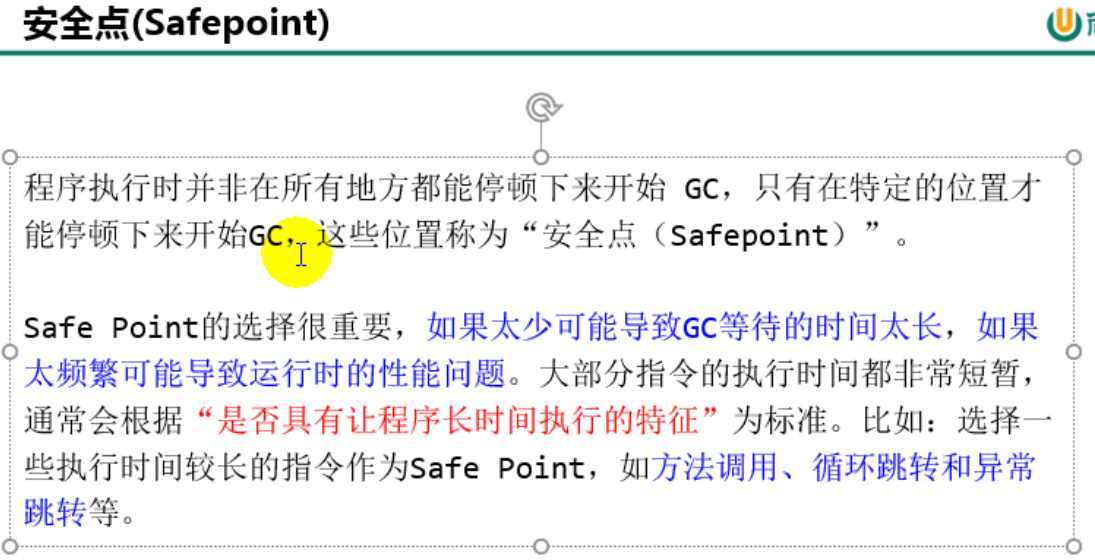 安全点(Safepoint)
程序执行时并非在所有地方都能停顿下来开始 GC，只有在特定的位置才
能停顿下来开始GC，这些位置称为“安全点（Safepoint）”。
Safe Point的选择很重要，如果太少可能导致GC等待的时间太长，如果
太频繁可能导致运行时的性能问题。大部分指令的执行时间都非常短暂，
通常会根据“是否具有让程序长时间执行的特征”为标准。比如：选择一
些执行时间较长的指令作为Safe Point，如方法调用、循环跳转和异常
跳转等。